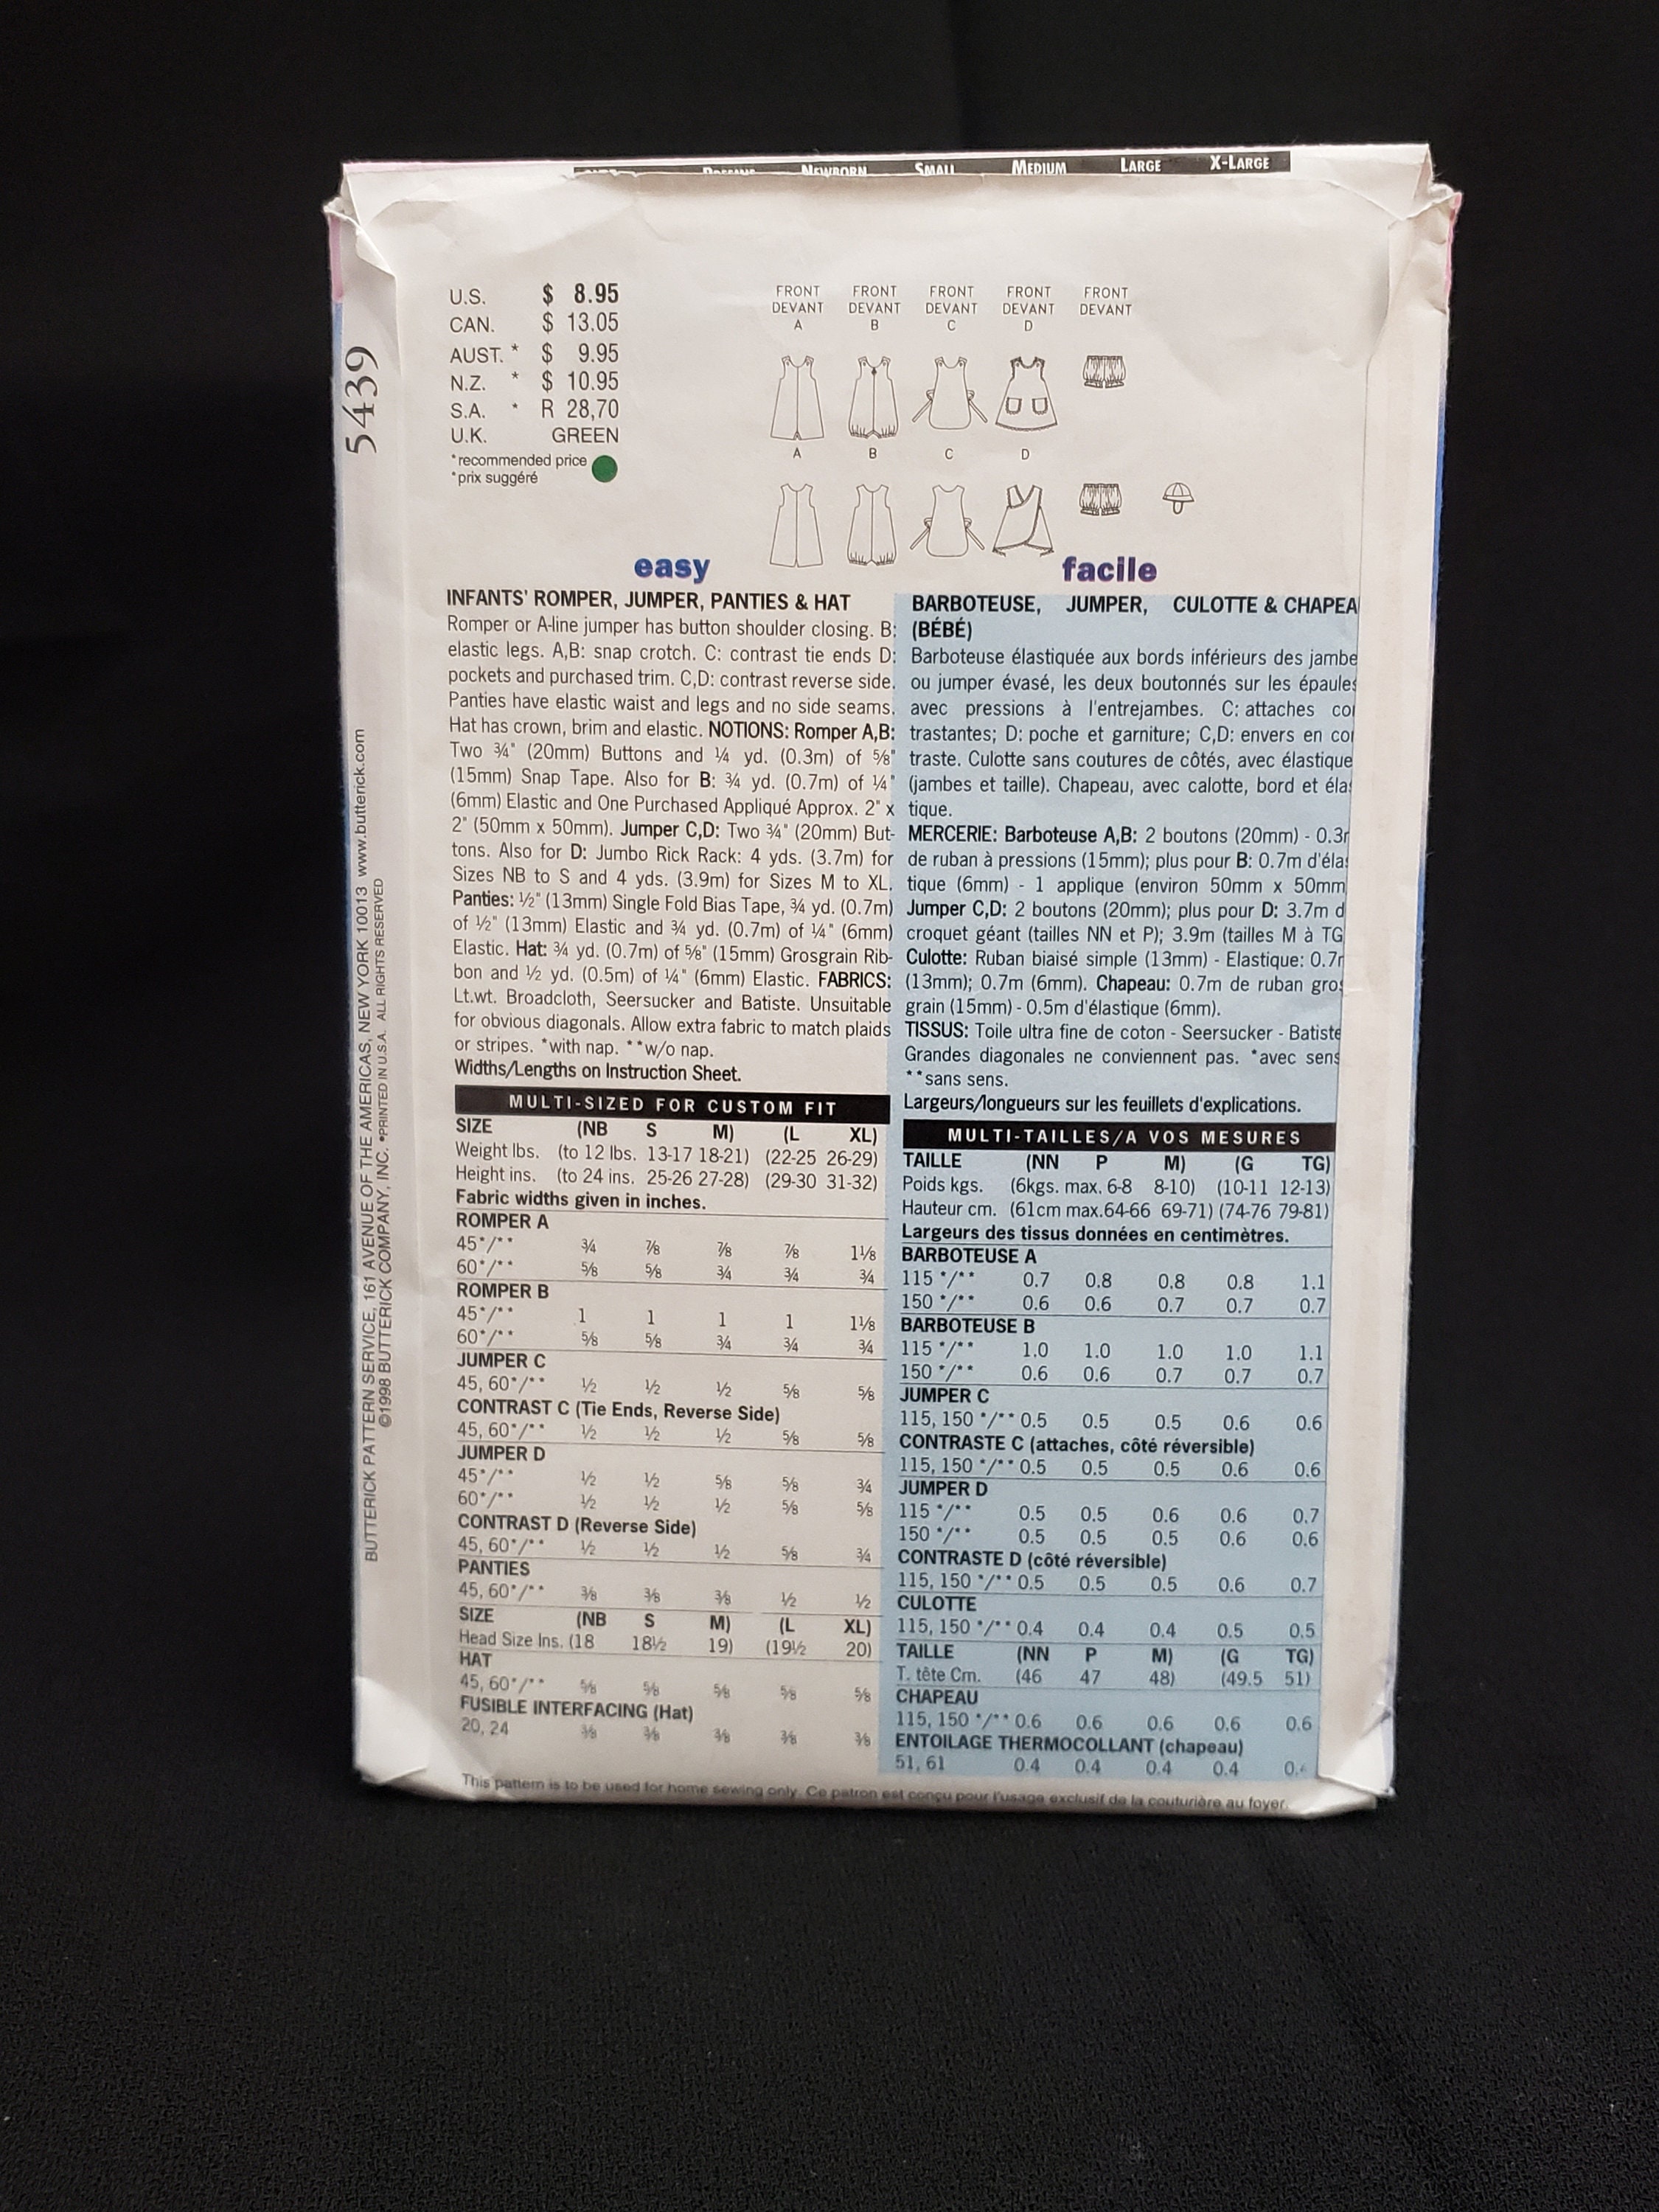 NEWBORN SMALL MEDIUM LARGE X-LARGE
5439
BUTTERICK PATTERN SERVICE, 161 AVENUE OF THE AMERICAS, NEW YORK 10013 www.butterick.com
©1998 BUTTERICK COMPANY, INC. •PRINTED IN U.S.A. ALL RIGHTS RESERVED
U.S. $ 8.95
CAN. $ 13.05
AUST. * $ 9.95
N.Z. * $ 10.95
S.A. * R 28,70
U.K. GREEN
*recommended price
*prix suggéré
FRONT FRONT FRONT FRONT FRONT
DEVANT DEVANT DEVANT DEVANT DEVANT
A B C D
A B C D
easy
INFANTS' ROMPER, JUMPER, PANTIES & HAT
Romper or A-line jumper has button shoulder closing. B:
elastic legs. A,B: snap crotch. C: contrast tie ends D:
pockets and purchased trim. C,D: contrast reverse side.
Panties have elastic waist and legs and no side seams.
Hat has crown, brim and elastic. NOTIONS: Romper A,B:
Two ¾" (20mm) Buttons and ¼ yd. (0.3m) of ⅝"
(15mm) Snap Tape. Also for B: ¾ yd. (0.7m) of ¼"
(6mm) Elastic and One Purchased Appliqué Approx. 2" x
2" (50mm x 50mm). Jumper C,D: Two ¾" (20mm) But-
tons. Also for D: Jumbo Rick Rack: 4 yds. (3.7m) for
Sizes NB to S and 4 yds. (3.9m) for Sizes M to XL.
Panties: ½" (13mm) Single Fold Bias Tape, ¾ yd. (0.7m)
of ½" (13mm) Elastic and ¾ yd. (0.7m) of ¼" (6mm)
Elastic. Hat: ¾ yd. (0.7m) of ⅝" (15mm) Grosgrain Rib-
bon and ½ yd. (0.5m) of ¼" (6mm) Elastic. FABRICS:
Lt.wt. Broadcloth, Seersucker and Batiste. Unsuitable
for obvious diagonals. Allow extra fabric to match plaids
or stripes. *with nap. **w/o nap.
Widths/Lengths on Instruction Sheet.
MULTI-SIZED FOR CUSTOM FIT
SIZE (NB S M) (L XL)
Weight lbs. (to 12 lbs. 13-17 18-21) (22-25 26-29)
Height ins. (to 24 ins. 25-26 27-28) (29-30 31-32)
Fabric widths given in inches.
ROMPER A
45*/** ¾ ⅞ ⅞ ⅞ 1⅛
60*/** ⅝ ⅝ ¾ ¾ ¾
ROMPER B
45*/** 1 1 1 1 1⅛
60*/** ⅝ ⅝ ¾ ¾ ¾
JUMPER C
45, 60*/** ½ ½ ½ ⅝ ⅝
CONTRAST C (Tie Ends, Reverse Side)
45, 60*/** ½ ½ ½ ⅝ ⅝
JUMPER D
45*/** ½ ½ ⅝ ⅝ ¾
60*/** ½ ½ ½ ⅝ ⅝
CONTRAST D (Reverse Side)
45, 60*/** ½ ½ ½ ⅝ ¾
PANTIES
45, 60*/** ⅜ ⅜ ⅜ ½ ½
SIZE (NB S M) (L XL)
Head Size Ins. (18 18½ 19) (19½ 20)
HAT
45, 60*/** ⅝ ⅝ ⅝ ⅝ ⅝
FUSIBLE INTERFACING (Hat)
20, 24 ⅜ ⅜ ⅜ ⅜ ⅜
facile
BARBOTEUSE, JUMPER, CULOTTE & CHAPEA
(BÉBÉ)
Barboteuse élastiquée aux bords inférieurs des jambe
ou jumper évasé, les deux boutonnés sur les épaules
avec pressions à l'entrejambes. C: attaches co
trastantes; D: poche et garniture; C,D: envers en co
traste. Culotte sans coutures de côtés, avec élastique
(jambes et taille). Chapeau, avec calotte, bord et élas
tique.
MERCERIE: Barboteuse A,B: 2 boutons (20mm) - 0.3
de ruban à pressions (15mm); plus pour B: 0.7m d'élas
tique (6mm) - 1 applique (environ 50mm x 50mm
Jumper C,D: 2 boutons (20mm); plus pour D: 3.7m d
croquet géant (tailles NN et P); 3.9m (tailles M à TG
Culotte: Ruban biaisé simple (13mm) - Elastique: 0.7
(13mm); 0.7m (6mm). Chapeau: 0.7m de ruban gros
grain (15mm) - 0.5m d'élastique (6mm).
TISSUS: Toile ultra fine de coton - Seersucker - Batiste
Grandes diagonales ne conviennent pas. *avec sens
**sans sens.
Largeurs/longueurs sur les feuillets d'explications.
MULTI-TAILLES/A VOS MESURES
TAILLE (NN P M) (G TG)
Poids kgs. (6kgs. max. 6-8 8-10) (10-11 12-13)
Hauteur cm. (61cm max.64-66 69-71) (74-76 79-81)
Largeurs des tissus données en centimètres.
BARBOTEUSE A
115 */** 0.7 0.8 0.8 0.8 1.1
150 */** 0.6 0.6 0.7 0.7 0.7
BARBOTEUSE B
115 */** 1.0 1.0 1.0 1.0 1.1
150 */** 0.6 0.6 0.7 0.7 0.7
JUMPER C
115, 150 */** 0.5 0.5 0.5 0.6 0.6
CONTRASTE C (attaches, côté réversible)
115, 150 */** 0.5 0.5 0.5 0.6 0.6
JUMPER D
115 */** 0.5 0.5 0.6 0.6 0.7
150 */** 0.5 0.5 0.5 0.6 0.6
CONTRASTE D (côté réversible)
115, 150 */** 0.5 0.5 0.5 0.6 0.7
CULOTTE
115, 150 */** 0.4 0.4 0.4 0.5 0.5
TAILLE (NN P M) (G TG)
T. tête Cm. (46 47 48) (49.5 51)
CHAPEAU
115, 150 */** 0.6 0.6 0.6 0.6 0.6
ENTOILAGE THERMOCOLLANT (chapeau)
51, 61 0.4 0.4 0.4 0.4 0.
This pattern is to be used for home sewing only. Ce patron est conçu pour l'usage exclusif de la couturière au foyer.